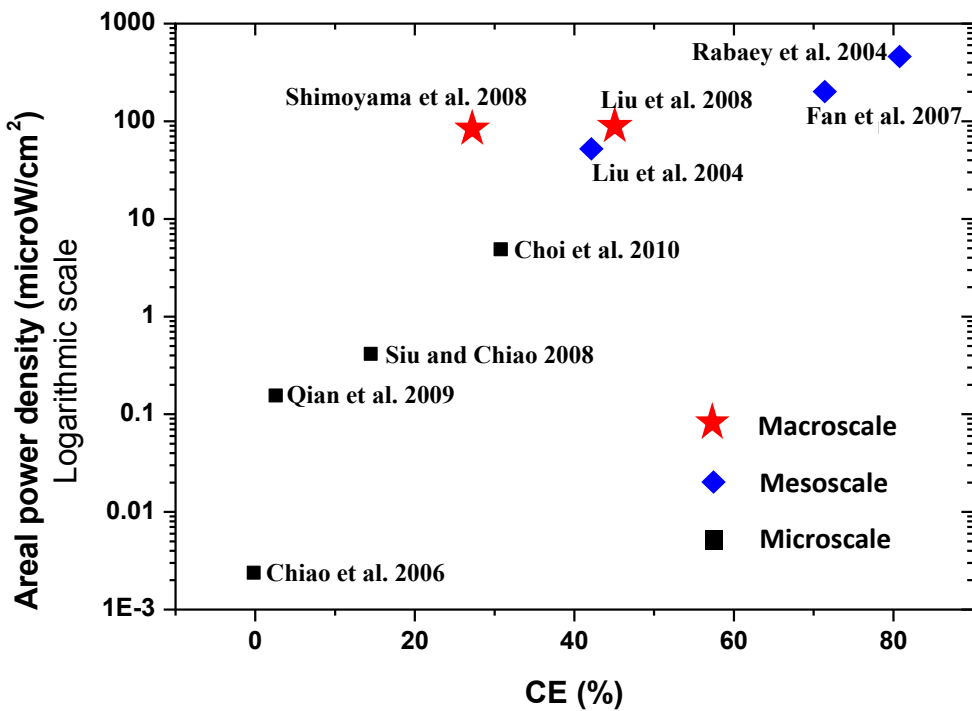 Areal power density (microW/cm²)
Logarithmic scale
1000
100
10
1
0.1
0.01
1E-3
Rabaey et al. 2004
Shimoyama et al. 2008
Liu et al. 2008
Fan et al. 2007
Liu et al. 2004
Choi et al. 2010
Siu and Chiao 2008
Qian et al. 2009
Macroscale
Mesoscale
Microscale
Chiao et al. 2006
0 20 40 60 80
CE (%)